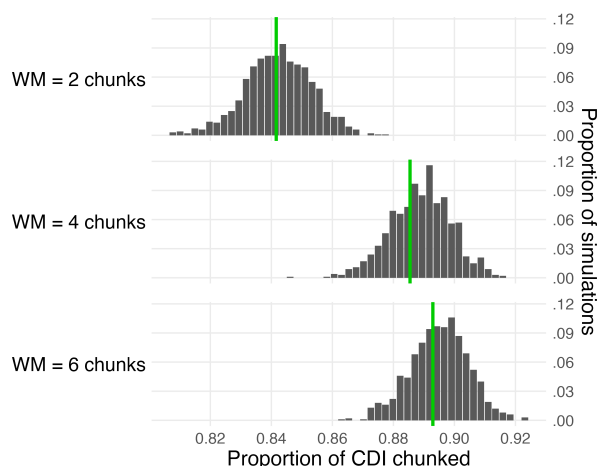 .12
.09
WM = 2 chunks
.06
.03
.00
.12
.09
WM = 4 chunks
.06
.03
.00
.12
.09
WM = 6 chunks
.06
.03
.00
Proportion of simulations
0.82 0.84 0.86 0.88 0.90 0.92
Proportion of CDI chunked